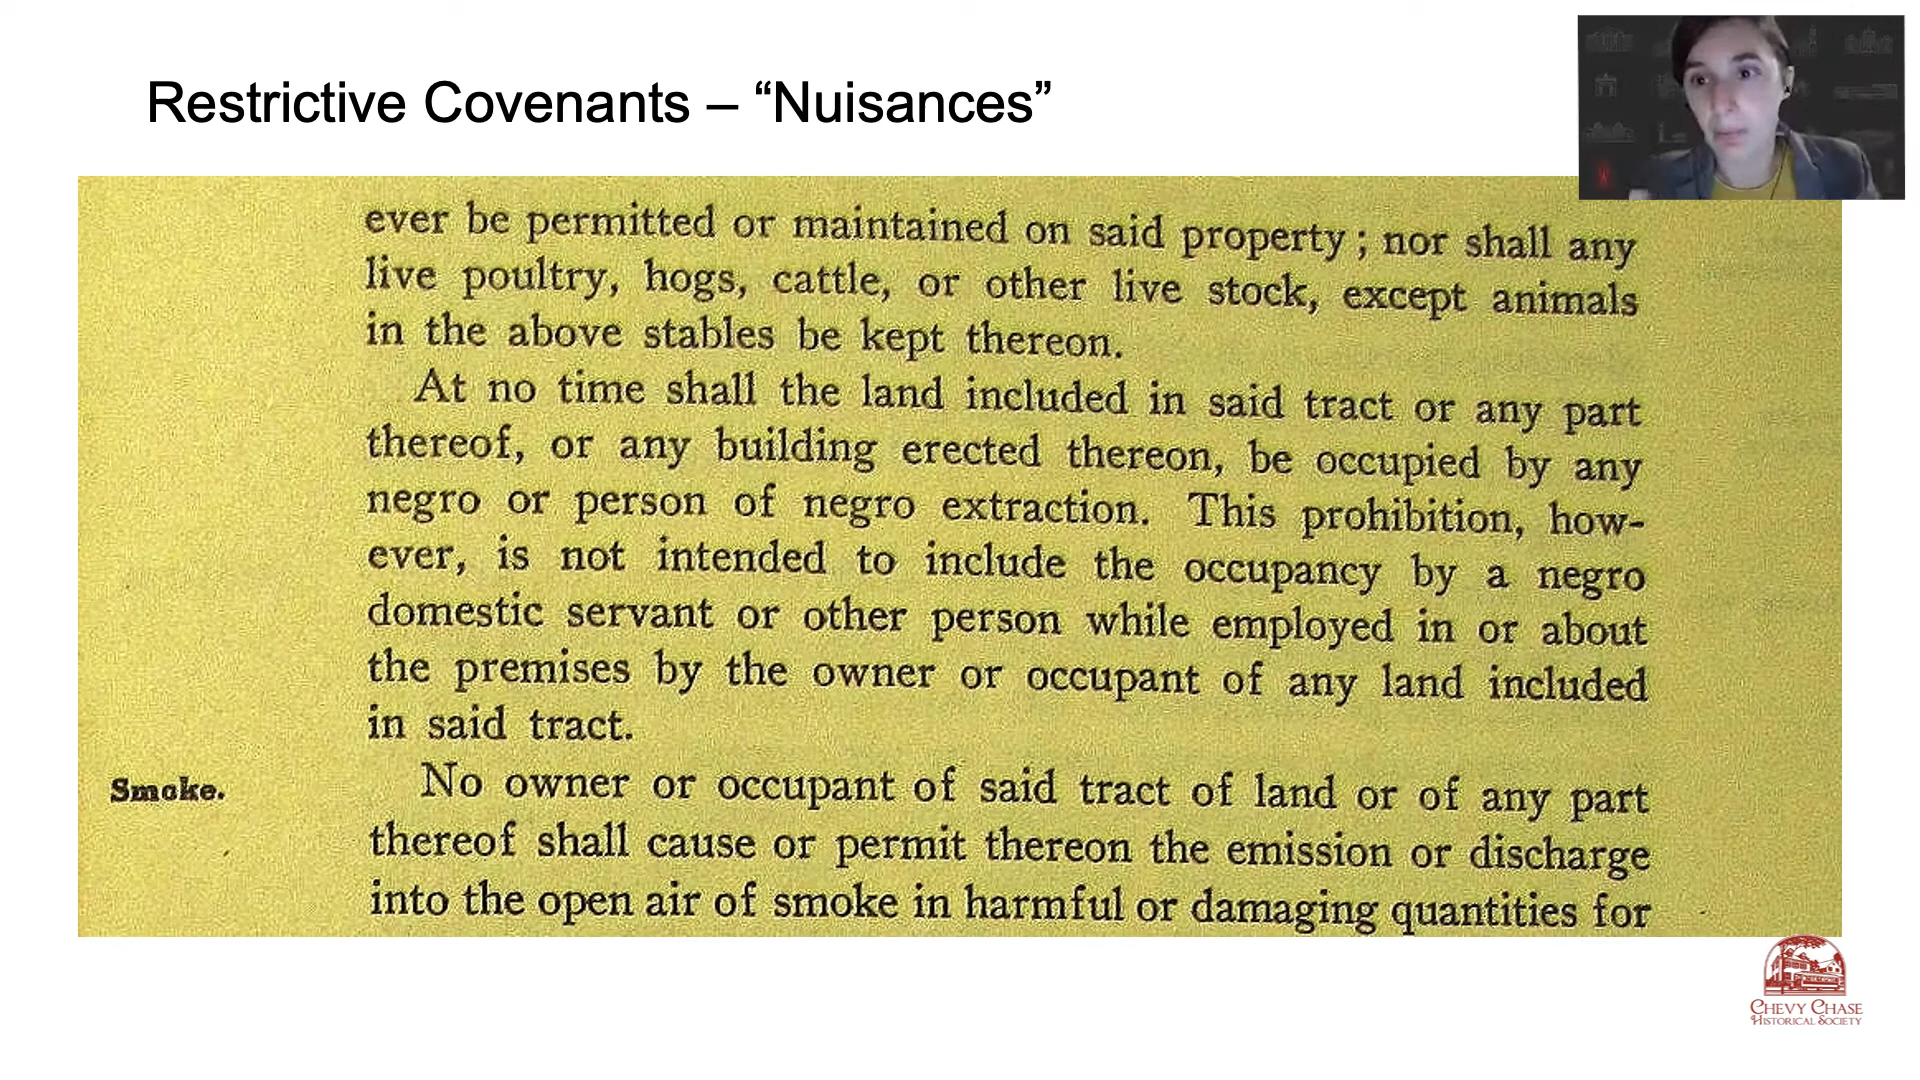 Restrictive Covenants – “Nuisances”
ever be permitted or maintained on said property; nor shall any
live poultry, hogs, cattle, or other live stock, except animals
in the above stables be kept thereon.
At no time shall the land included in said tract or any part
thereof, or any building erected thereon, be occupied by any
negro or person of negro extraction. This prohibition, how-
ever, is not intended to include the occupancy by a negro
domestic servant or other person while employed in or about
the premises by the owner or occupant of any land included
in said tract.
Smoke.
No owner or occupant of said tract of land or of any part
thereof shall cause or permit thereon the emission or discharge
into the open air of smoke in harmful or damaging quantities for
CHEVY CHASE
HISTORICAL SOCIETY